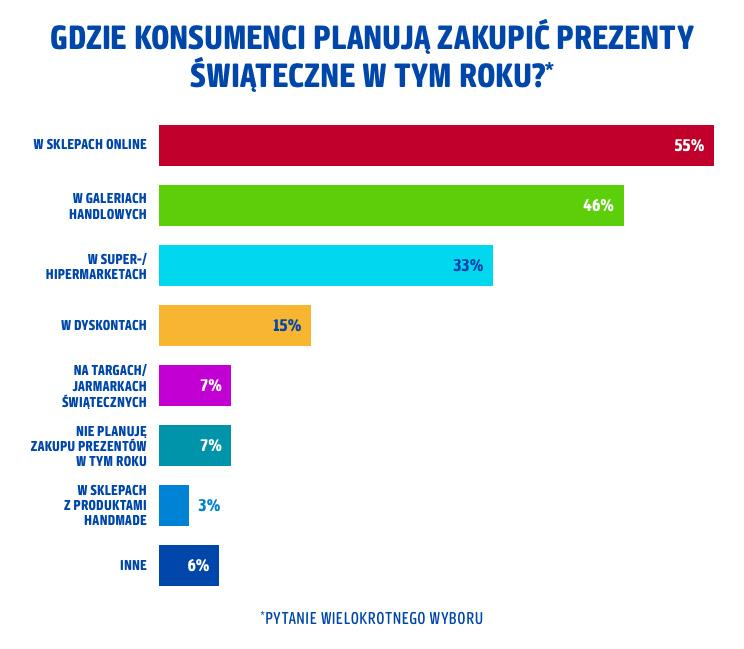 GDZIE KONSUMENCI PLANUJĄ ZAKUPIĆ PREZENTY
ŚWIĄTECZNE W TYM ROKU?*
W SKLEPACH ONLINE
55%
W GALERIACH
HANDLOWYCH
46%
W SUPER-/
HIPERMARKETACH
33%
W DYSKONTACH
15%
NA TARGACH/
JARMARKACH
ŚWIĄTECZNYCH
7%
NIE PLANUJĘ
ZAKUPU PREZENTÓW
W TYM ROKU
7%
W SKLEPACH
Z PRODUKTAMI
HANDMADE
3%
INNE
6%
*PYTANIE WIELOKROTNEGO WYBORU